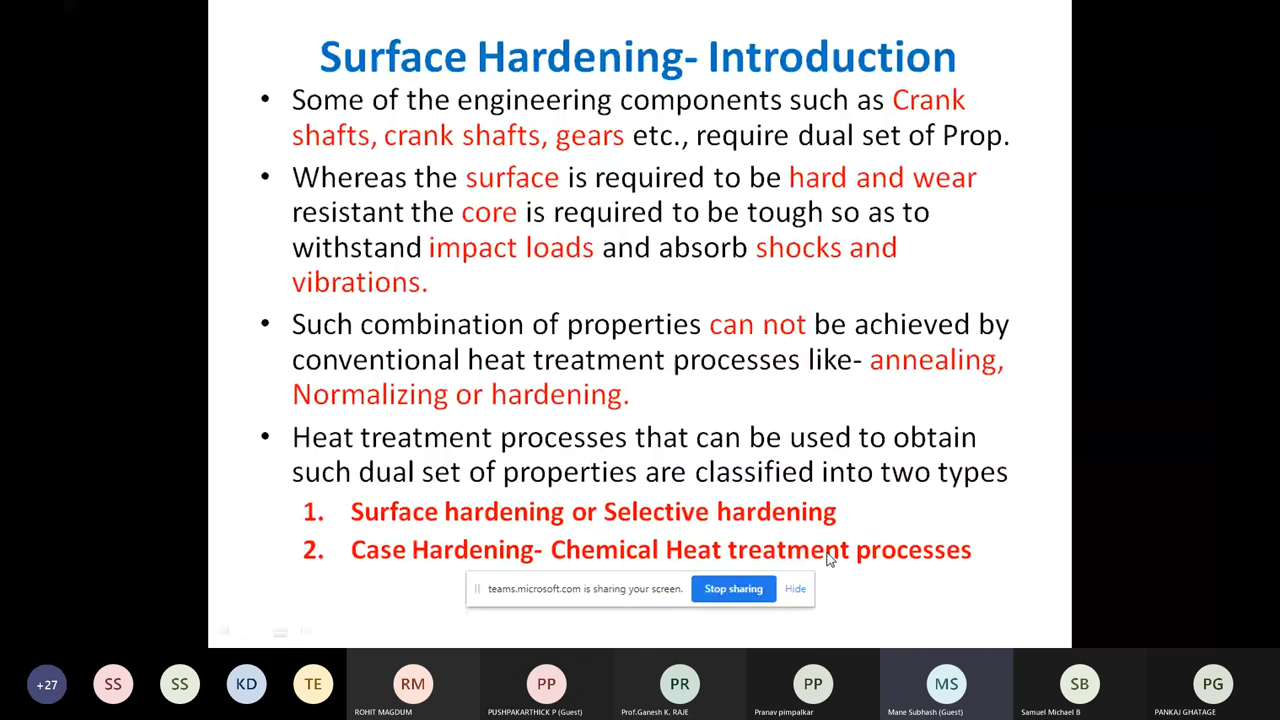 Surface Hardening- Introduction
• Some of the engineering components such as Crank
shafts, crank shafts, gears etc., require dual set of Prop.
• Whereas the surface is required to be hard and wear
resistant the core is required to be tough so as to
withstand impact loads and absorb shocks and
vibrations.
• Such combination of properties can not be achieved by
conventional heat treatment processes like- annealing,
Normalizing or hardening.
• Heat treatment processes that can be used to obtain
such dual set of properties are classified into two types
1. Surface hardening or Selective hardening
2. Case Hardening- Chemical Heat treatment processes
teams.microsoft.com is sharing your screen. Stop sharing Hide
+27 SS SS KD TE RM PP PR PP MS SB PG
ROHIT MAGDUM PUSHPAKARTHICK P (Guest) Prof.Ganesh K. RAJE Pranav pimpalkar Mane Subhash (Guest) Samuel Michael B PANKAJ GHATAGE